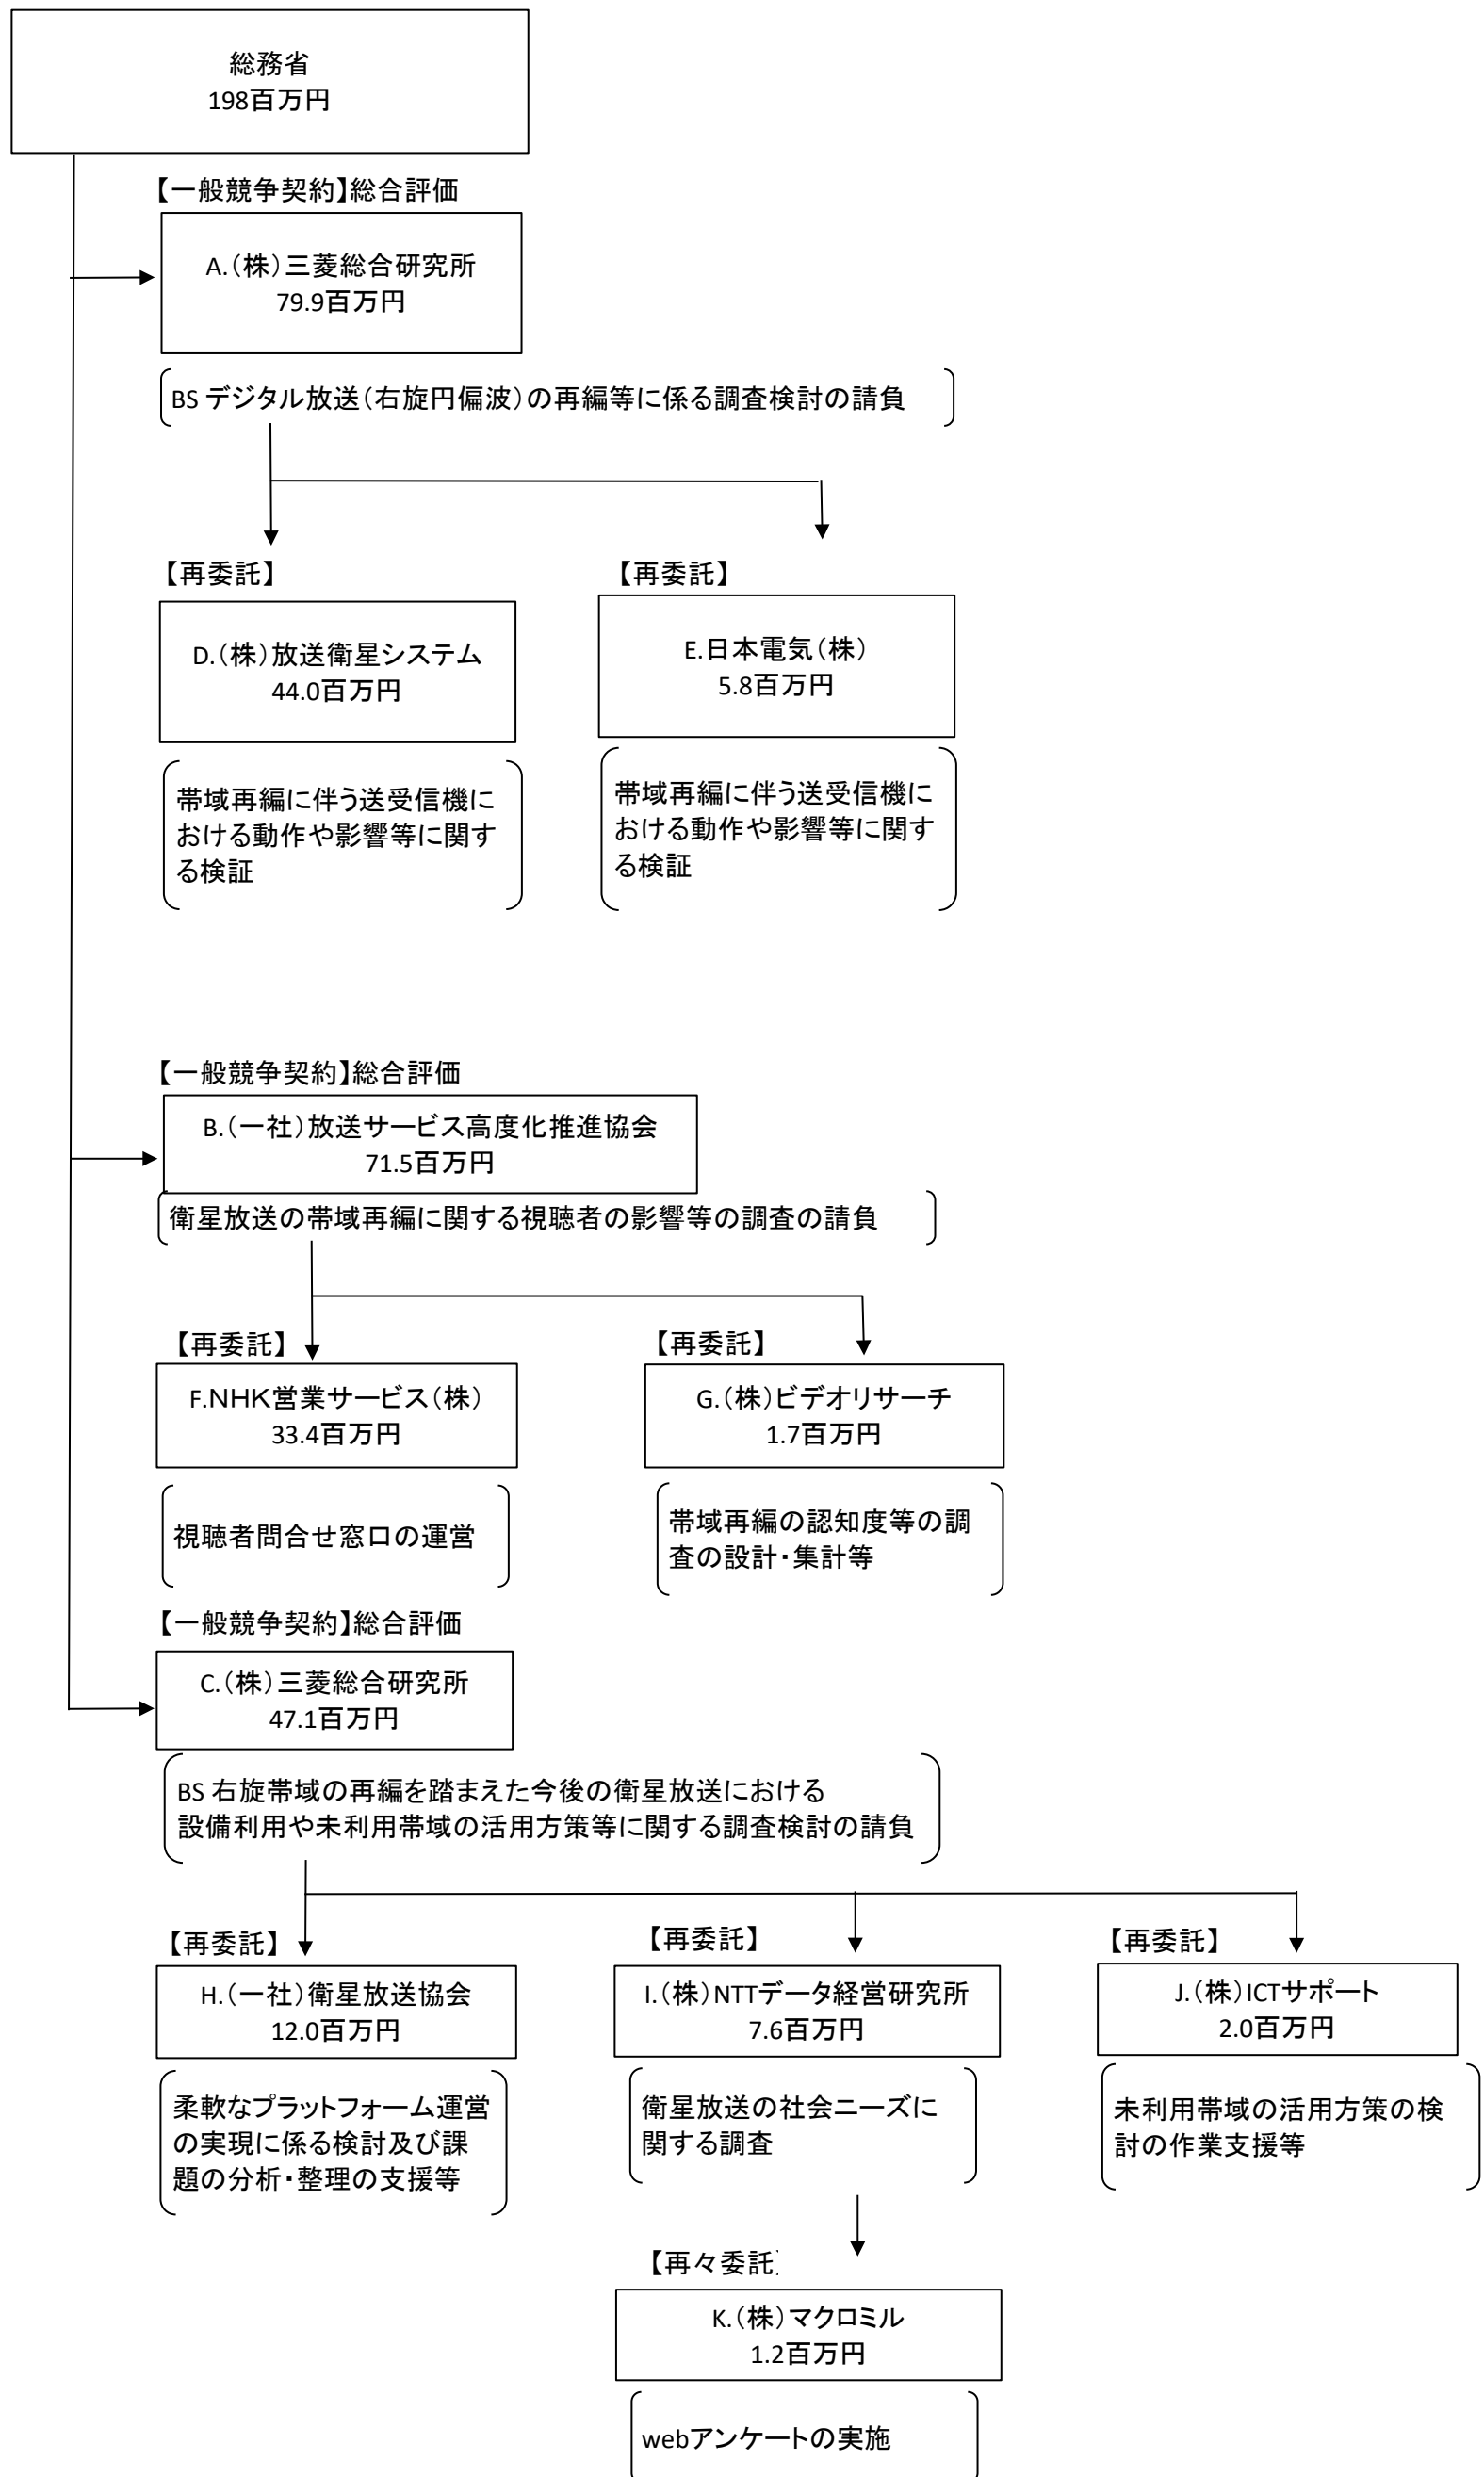 総務省
198百万円
【一般競争契約】総合評価
A.（株）三菱総合研究所
79.9百万円
BS デジタル放送（右旋円偏波）の再編等に係る調査検討の請負
【再委託】
D.（株）放送衛星システム
44.0百万円
帯域再編に伴う送受信機に
おける動作や影響等に関す
る検証
【再委託】
E.日本電気（株）
5.8百万円
帯域再編に伴う送受信機に
おける動作や影響等に関す
る検証
【一般競争契約】総合評価
B.（一社）放送サービス高度化推進協会
71.5百万円
衛星放送の帯域再編に関する視聴者の影響等の調査の請負
【再委託】
F.ＮＨＫ営業サービス（株）
33.4百万円
視聴者問合せ窓口の運営
【再委託】
G.（株）ビデオリサーチ
1.7百万円
帯域再編の認知度等の調
査の設計・集計等
【一般競争契約】総合評価
C.（株）三菱総合研究所
47.1百万円
BS 右旋帯域の再編を踏まえた今後の衛星放送における
設備利用や未利用帯域の活用方策等に関する調査検討の請負
【再委託】
H.（一社）衛星放送協会
12.0百万円
柔軟なプラットフォーム運営
の実現に係る検討及び課
題の分析・整理の支援等
【再委託】
I.（株）NTTデータ経営研究所
7.6百万円
衛星放送の社会ニーズに
関する調査
【再委託】
J.（株）ICTサポート
2.0百万円
未利用帯域の活用方策の検
討の作業支援等
【再々委託】
K.（株）マクロミル
1.2百万円
webアンケートの実施